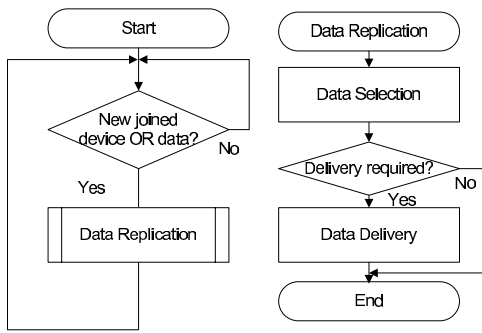 Start
New joined
device OR data?
No
Yes
Data Replication
Data Replication
Data Selection
Delivery required?
No
Yes
Data Delivery
End